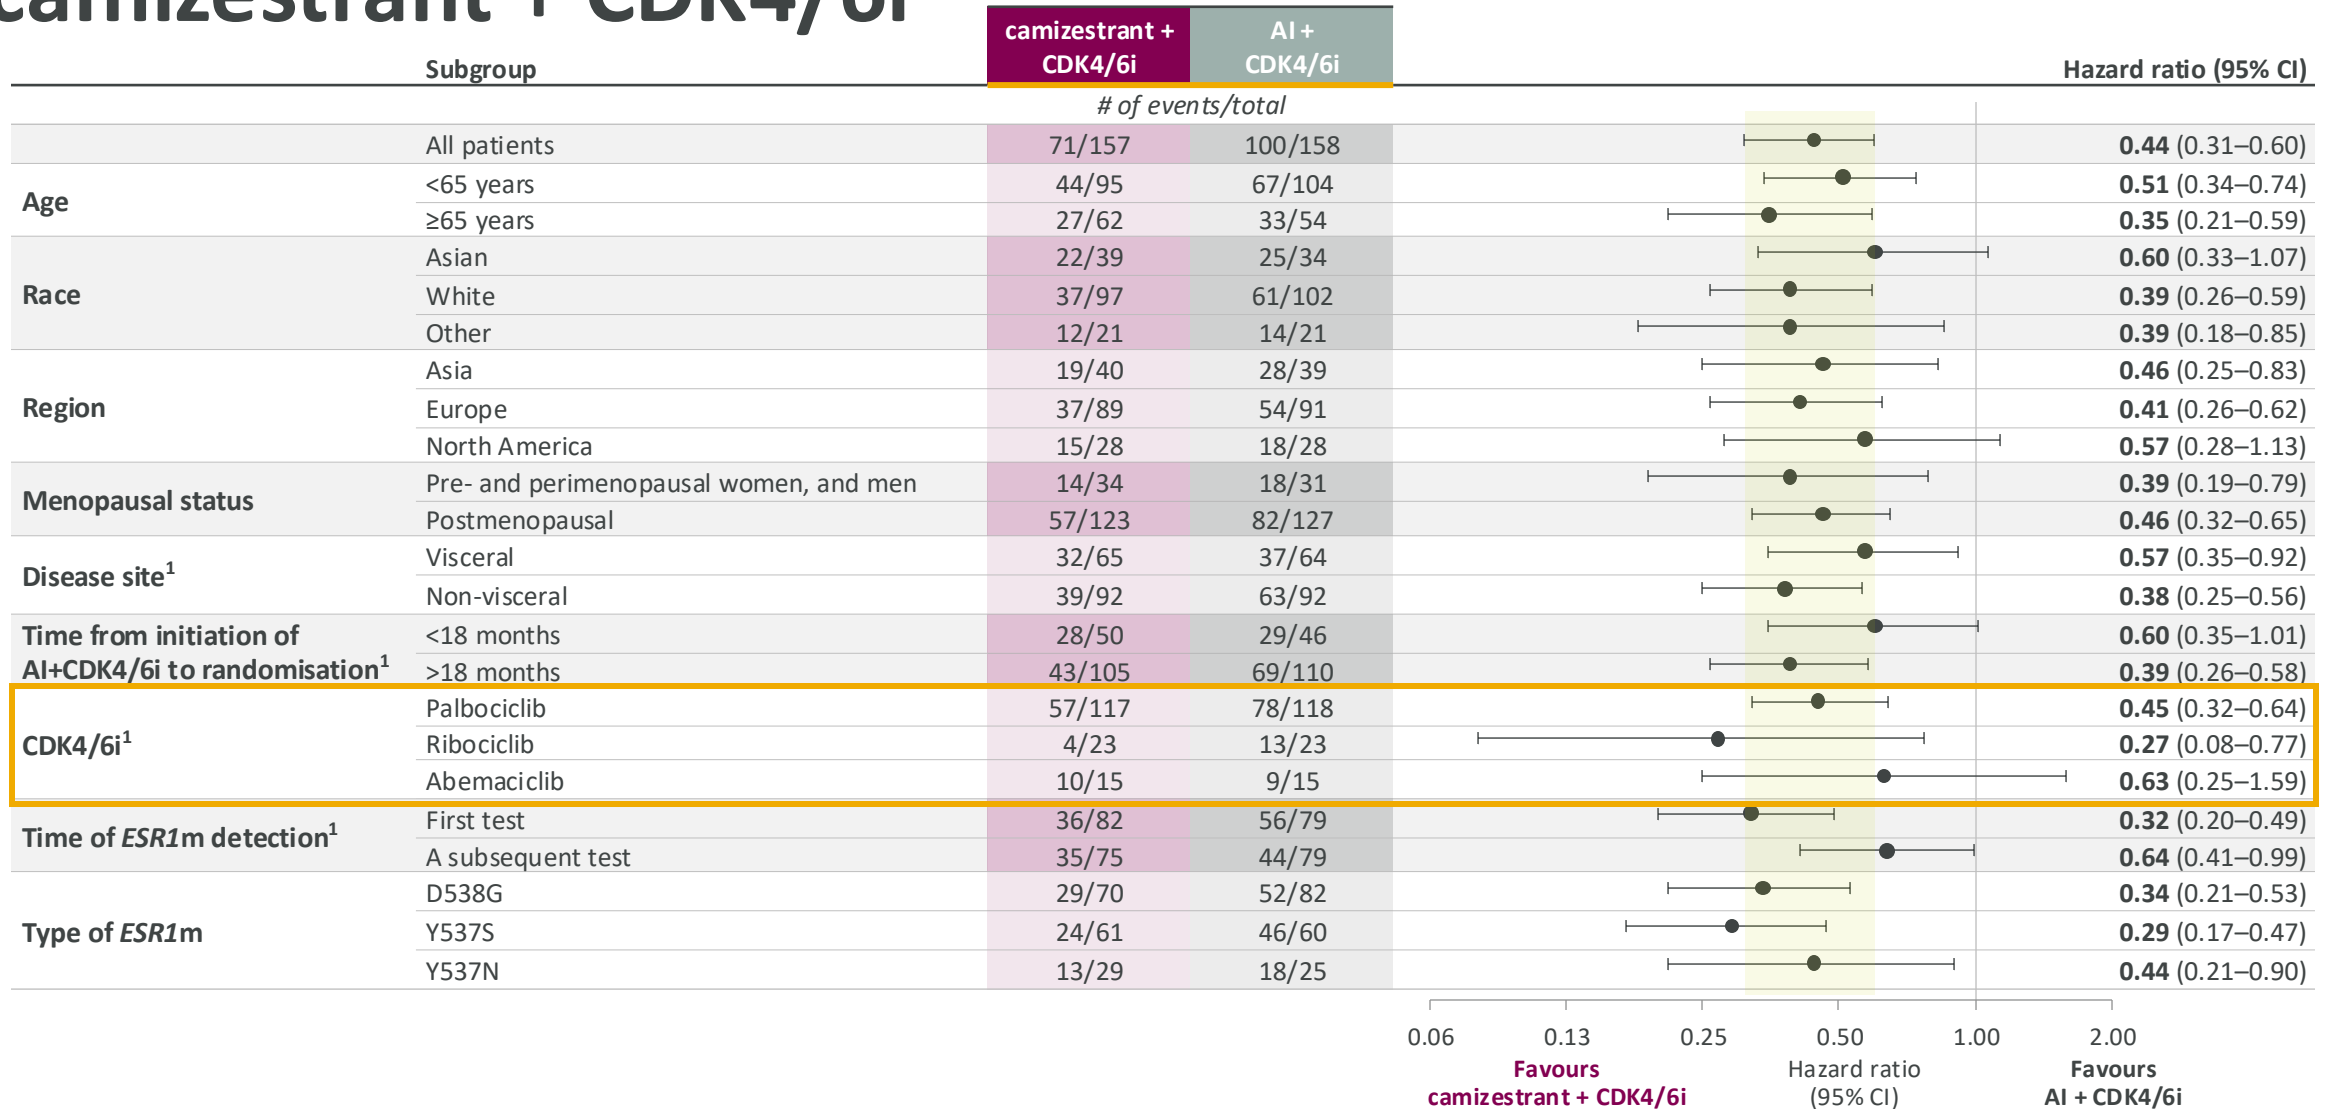 camizestrant + CDK4/6i
camizestrant + CDK4/6i
AI + CDK4/6i
Subgroup
Hazard ratio (95% CI)
# of events/total
All patients 71/157 100/158 0.44 (0.31–0.60)
Age
<65 years 44/95 67/104 0.51 (0.34–0.74)
≥65 years 27/62 33/54 0.35 (0.21–0.59)
Race
Asian 22/39 25/34 0.60 (0.33–1.07)
White 37/97 61/102 0.39 (0.26–0.59)
Other 12/21 14/21 0.39 (0.18–0.85)
Region
Asia 19/40 28/39 0.46 (0.25–0.83)
Europe 37/89 54/91 0.41 (0.26–0.62)
North America 15/28 18/28 0.57 (0.28–1.13)
Menopausal status
Pre- and perimenopausal women, and men 14/34 18/31 0.39 (0.19–0.79)
Postmenopausal 57/123 82/127 0.46 (0.32–0.65)
Disease site1
Visceral 32/65 37/64 0.57 (0.35–0.92)
Non-visceral 39/92 63/92 0.38 (0.25–0.56)
Time from initiation of
AI+CDK4/6i to randomisation1
<18 months 28/50 29/46 0.60 (0.35–1.01)
>18 months 43/105 69/110 0.39 (0.26–0.58)
CDK4/6i1
Palbociclib 57/117 78/118 0.45 (0.32–0.64)
Ribociclib 4/23 13/23 0.27 (0.08–0.77)
Abemaciclib 10/15 9/15 0.63 (0.25–1.59)
Time of ESR1m detection1
First test 36/82 56/79 0.32 (0.20–0.49)
A subsequent test 35/75 44/79 0.64 (0.41–0.99)
Type of ESR1m
D538G 29/70 52/82 0.34 (0.21–0.53)
Y537S 24/61 46/60 0.29 (0.17–0.47)
Y537N 13/29 18/25 0.44 (0.21–0.90)
0.06 0.13 0.25 0.50 1.00 2.00
Favours
camizestrant + CDK4/6i
Hazard ratio
(95% CI)
Favours
AI + CDK4/6i